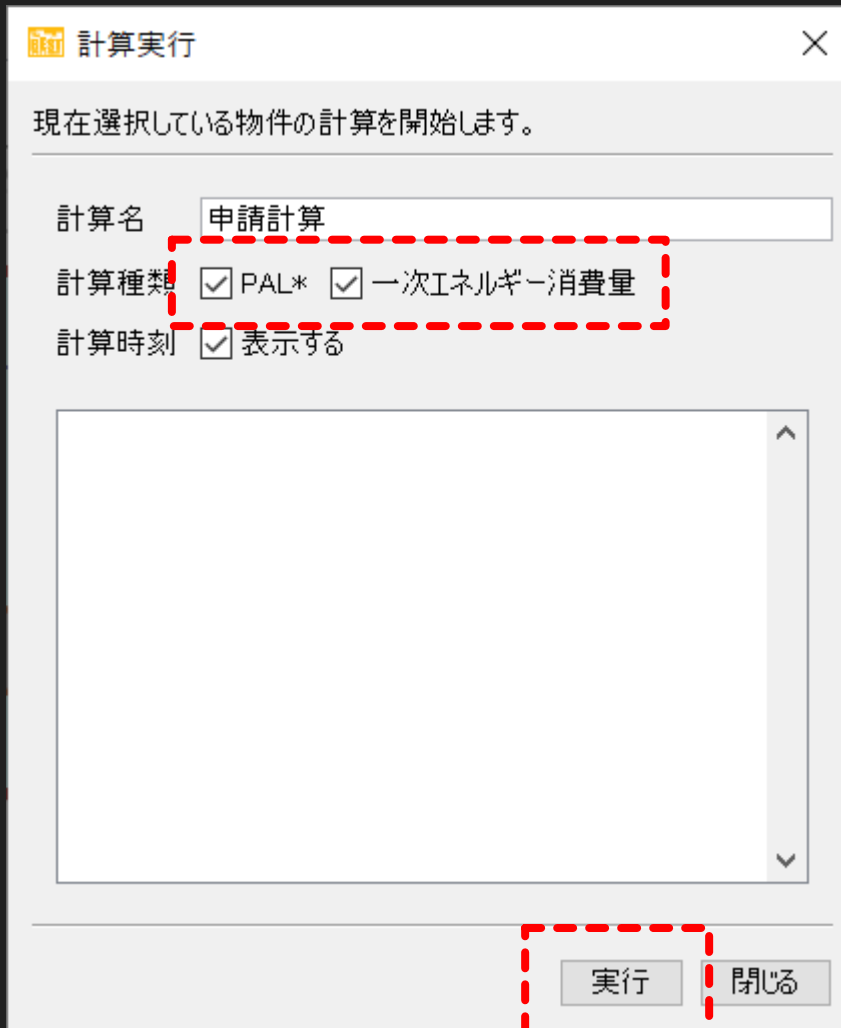 BEST 計算実行
現在選択している物件の計算を開始します。
計算名 申請計算
計算種類 PAL* 一次エネルギー消費量
計算時刻 表示する
実行 閉じる